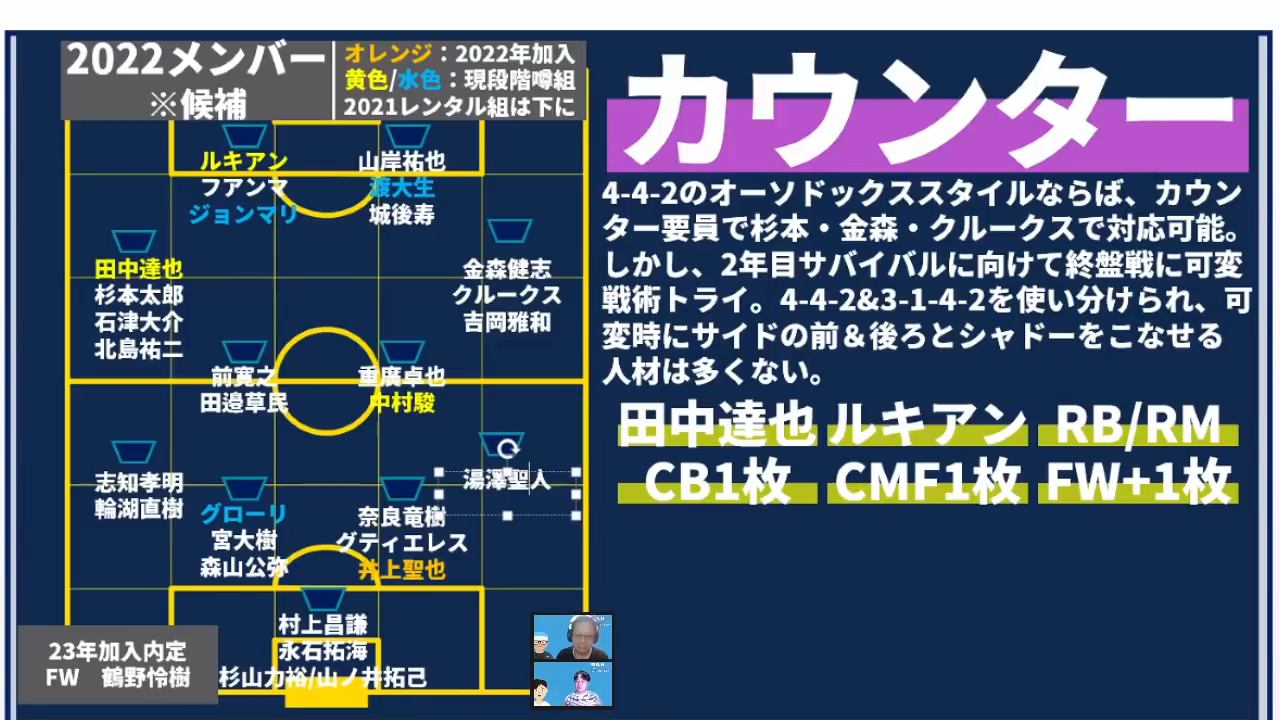 2022メンバー
※候補
オレンジ：2022年加入
黄色/水色：現段階噂組
2021レンタル組は下に
カウンター
4-4-2のオーソドックススタイルならば、カウン
ター要員で杉本・金森・クルークスで対応可能。
しかし、2年目サバイバルに向けて終盤戦に可変
戦術トライ。4-4-2&3-1-4-2を使い分けられ、可
変時にサイドの前＆後ろとシャドーをこなせる
人材は多くない。
田中達也 ルキアン RB/RM
CB1枚 CMF1枚 FW+1枚
ルキアン
フアンマ
ジョンマリ
山岸祐也
渡大生
城後寿
田中達也
杉本太郎
石津大介
北島祐二
金森健志
クルークス
吉岡雅和
前寛之
田邉草民
重廣卓也
中村駿
志知孝明
輪湖直樹
グローリ
宮大樹
森山公弥
奈良竜樹
グティエレス
井上聖也
湯澤聖人
村上昌謙
永石拓海
杉山力裕/山ノ井拓己
23年加入内定
FW 鶴野怜樹